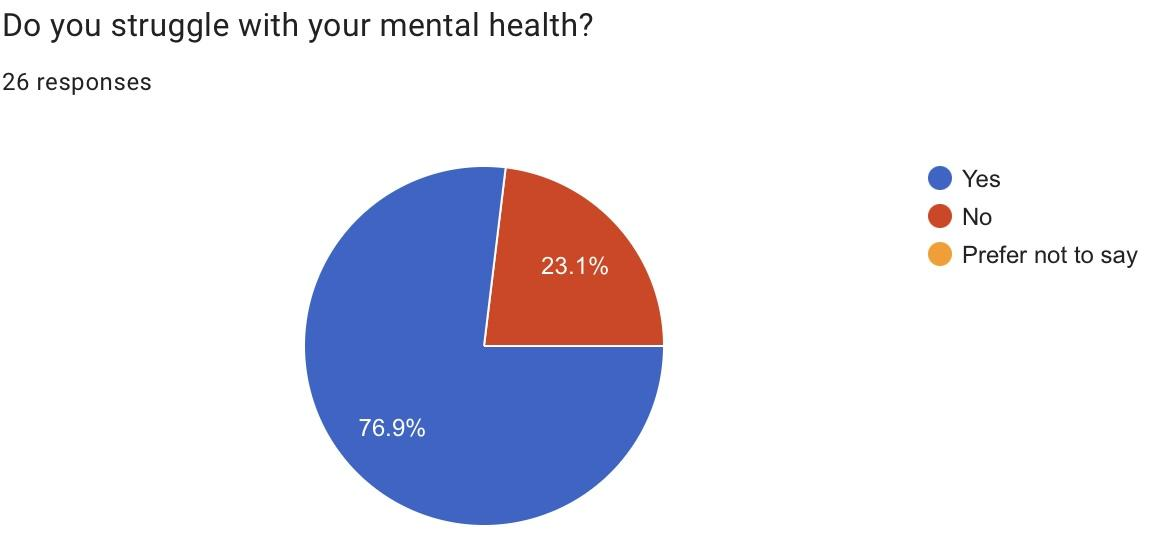 Do you struggle with your mental health?
26 responses
Yes
No
Prefer not to say
23.1%
76.9%